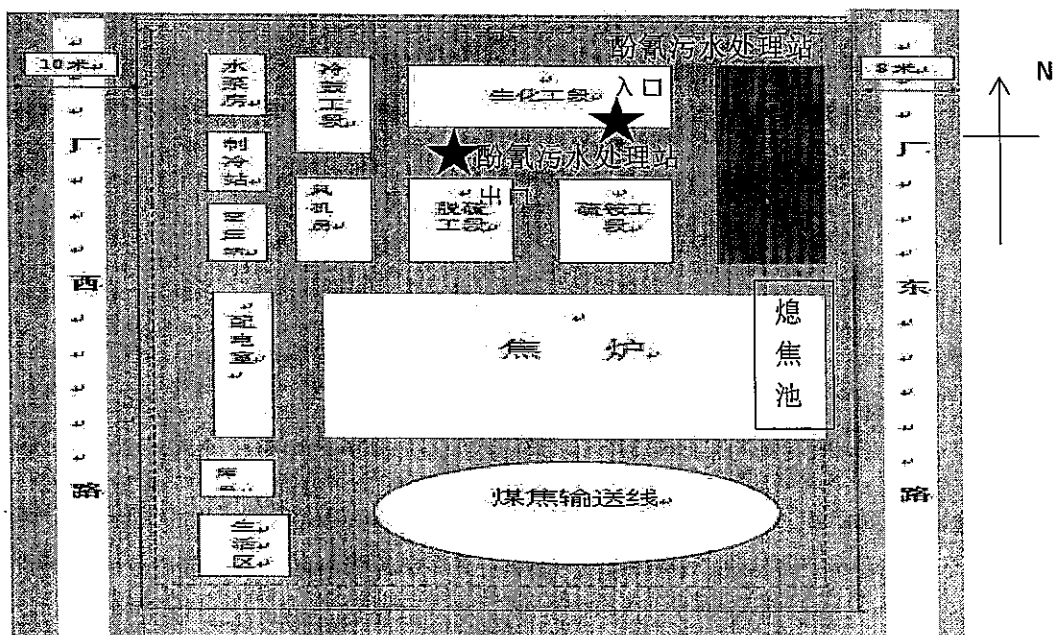 酚氰污水处理站
10米
8米
N
水泵房
冷鼓工段
生化工段
入口
制冷站
酚氰污水处理站
出口
风机房
脱硫工段
硫铵工段
厂西路
厂东路
配电室
焦炉
熄焦池
煤焦输送线
生活区